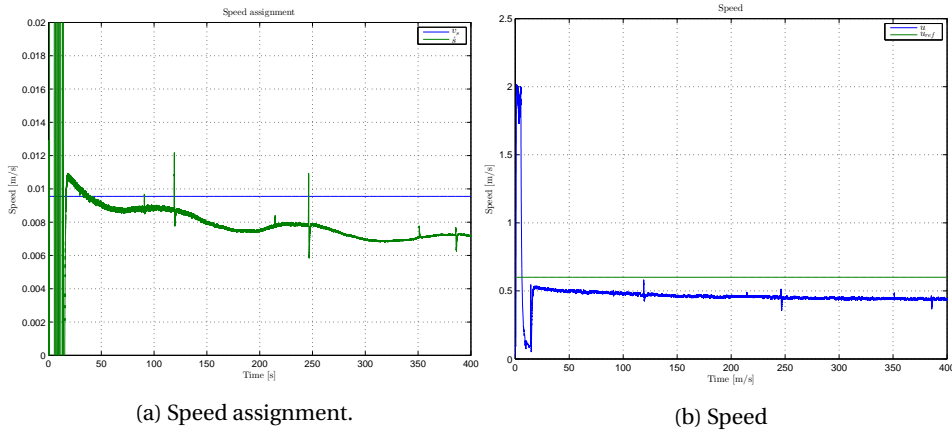 Speed assignment
v_s
ṡ
Speed [m/s]
0.02
0.018
0.016
0.014
0.012
0.01
0.008
0.006
0.004
0.002
0
0 50 100 150 200 250 300 350 400
Time [s]
(a) Speed assignment.
Speed
u
u_ref
Speed [m/s]
2.5
2
1.5
1
0.5
0
0 50 100 150 200 250 300 350 400
Time [m/s]
(b) Speed